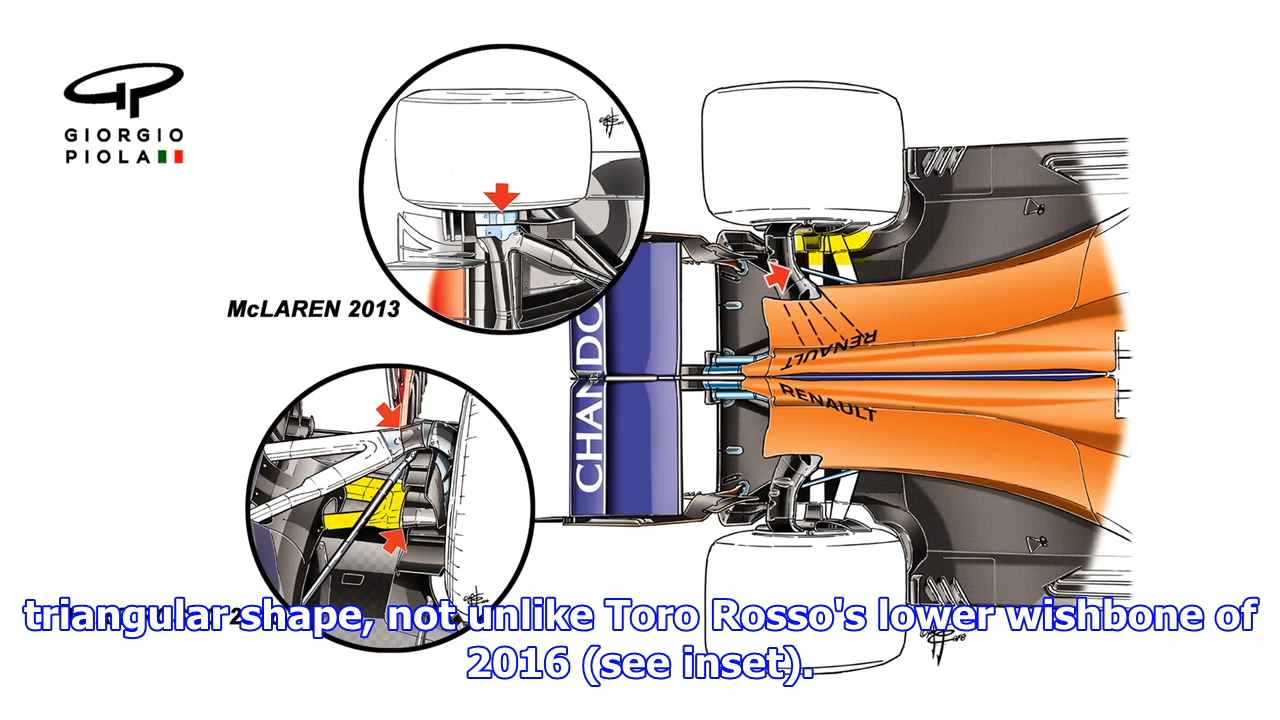 GIORGIO
PIOLA
McLAREN 2013
CHANDO
RENAULT
RENAULT
triangular shape, not unlike Toro Rosso's lower wishbone of
2016 (see inset).